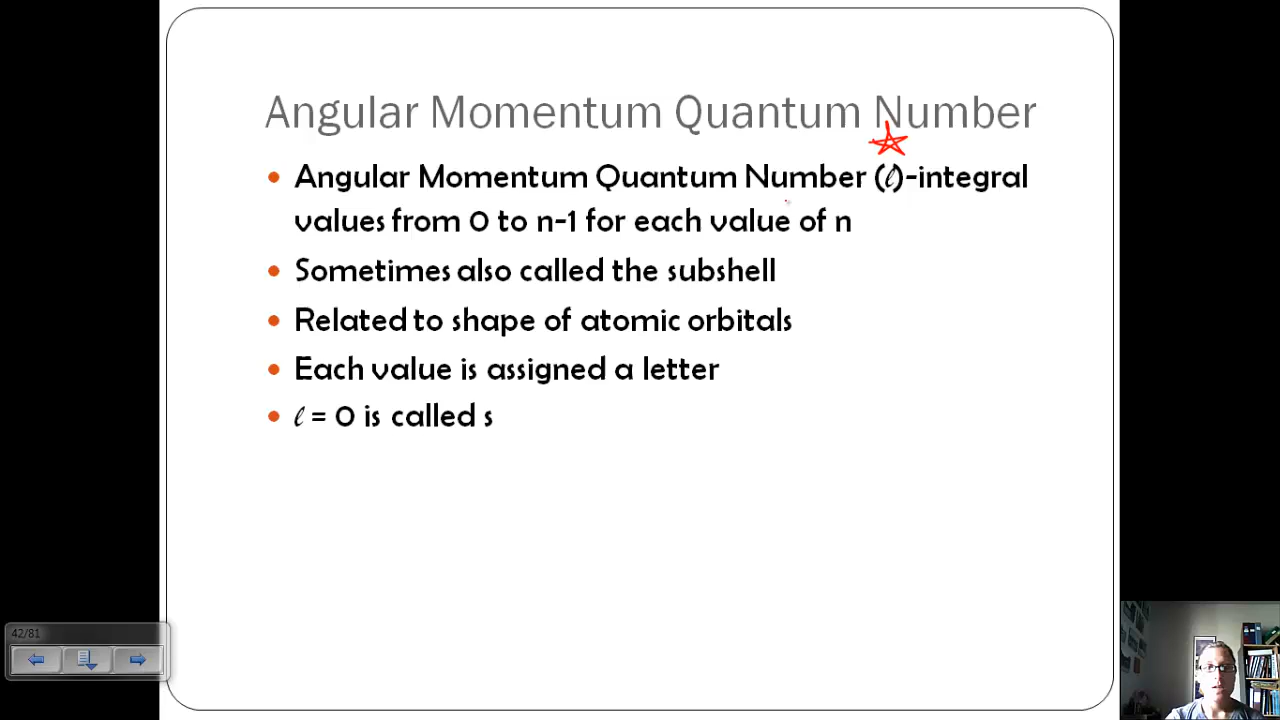 Angular Momentum Quantum Number
• Angular Momentum Quantum Number (ℓ)-integral
values from 0 to n-1 for each value of n
• Sometimes also called the subshell
• Related to shape of atomic orbitals
• Each value is assigned a letter
• ℓ = 0 is called s
42/81